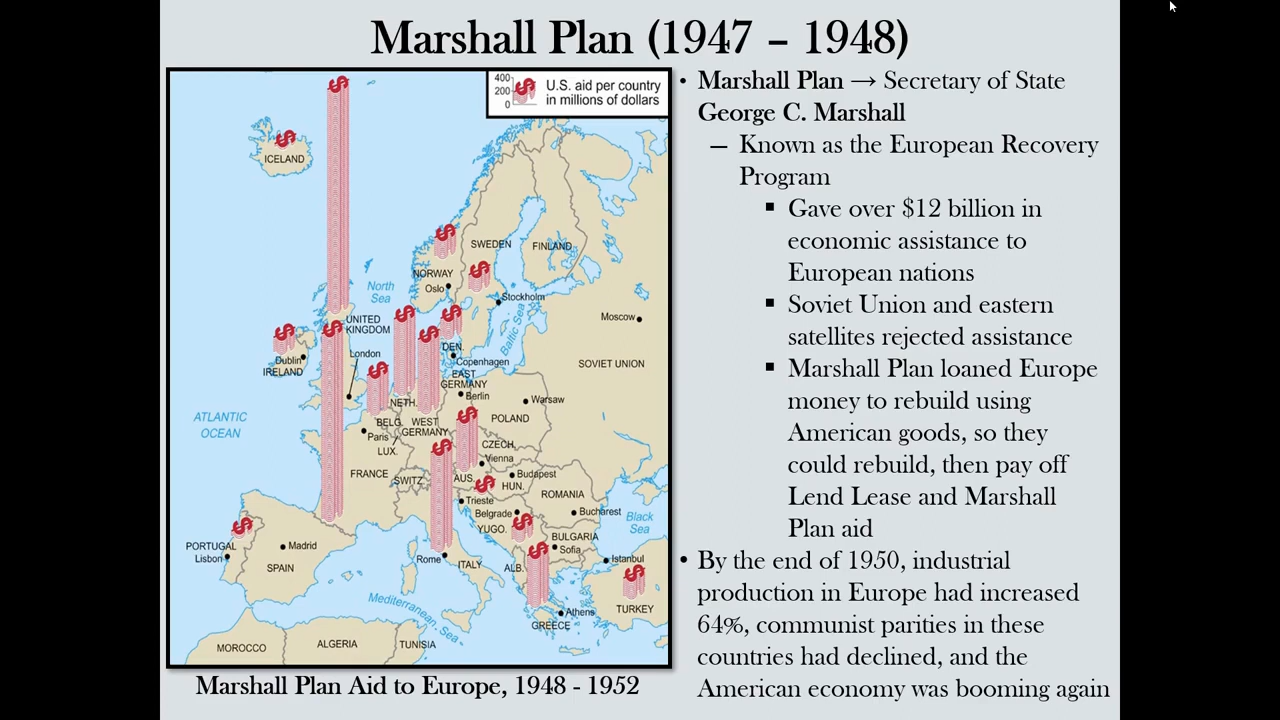 Marshall Plan (1947 – 1948)
400
200
0
U.S. aid per country
in millions of dollars
ICELAND
SWEDEN
FINLAND
NORWAY
Oslo
North
Sea
Stockholm
Baltic Sea
Moscow
UNITED
KINGDOM
DEN.
London
Dublin
IRELAND
Copenhagen
SOVIET UNION
EAST
GERMANY
Berlin
Warsaw
NETH.
ATLANTIC
OCEAN
BELG.
WEST
GERMANY
POLAND
Paris
LUX.
CZECH.
Vienna
FRANCE
SWITZ.
AUS.
Budapest
HUN.
ROMANIA
Trieste
Belgrade
Bucharest
Black
Sea
YUGO.
BULGARIA
PORTUGAL
Lisbon
Madrid
SPAIN
Rome
ITALY
ALB.
Sofia
Istanbul
Mediterranean Sea
Athens
GREECE
TURKEY
MOROCCO
ALGERIA
TUNISIA
Marshall Plan Aid to Europe, 1948 - 1952
• Marshall Plan → Secretary of State
George C. Marshall
– Known as the European Recovery
Program
▪ Gave over $12 billion in
economic assistance to
European nations
▪ Soviet Union and eastern
satellites rejected assistance
▪ Marshall Plan loaned Europe
money to rebuild using
American goods, so they
could rebuild, then pay off
Lend Lease and Marshall
Plan aid
• By the end of 1950, industrial
production in Europe had increased
64%, communist parities in these
countries had declined, and the
American economy was booming again